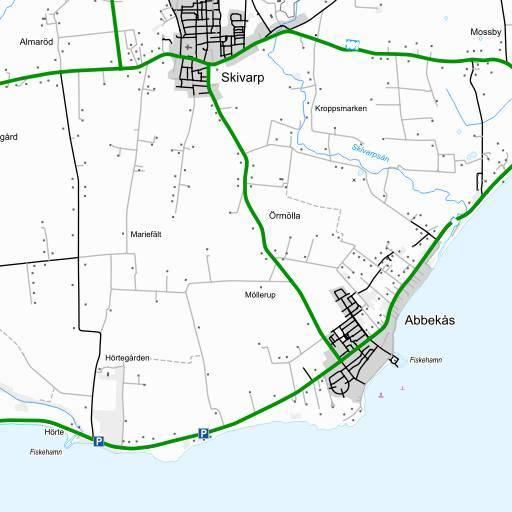 Almaröd
Mossby
Skivarp
Kroppsmarken
gård
Skivarpsån
Örmölla
Mariefält
Möllerup
Abbekås
Hörtegården
Fiskehamn
Hörte
P
P
Fiskehamn